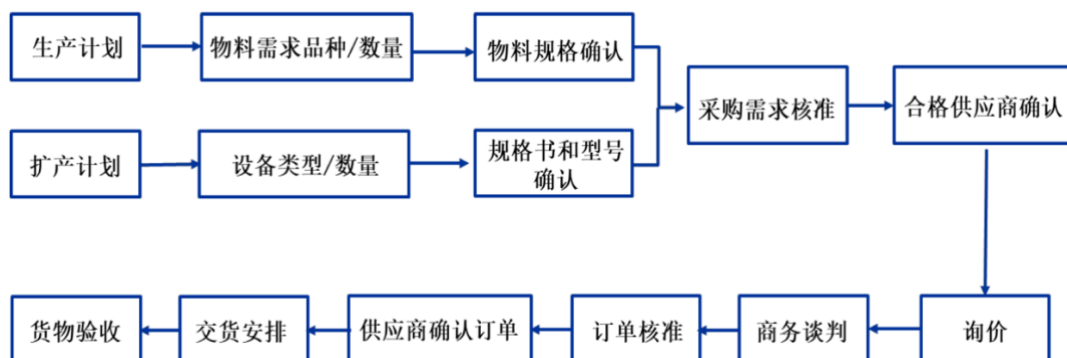 生产计划
物料需求品种/数量
物料规格确认
采购需求核准
合格供应商确认
扩产计划
设备类型/数量
规格书和型号
确认
货物验收
交货安排
供应商确认订单
订单核准
商务谈判
询价